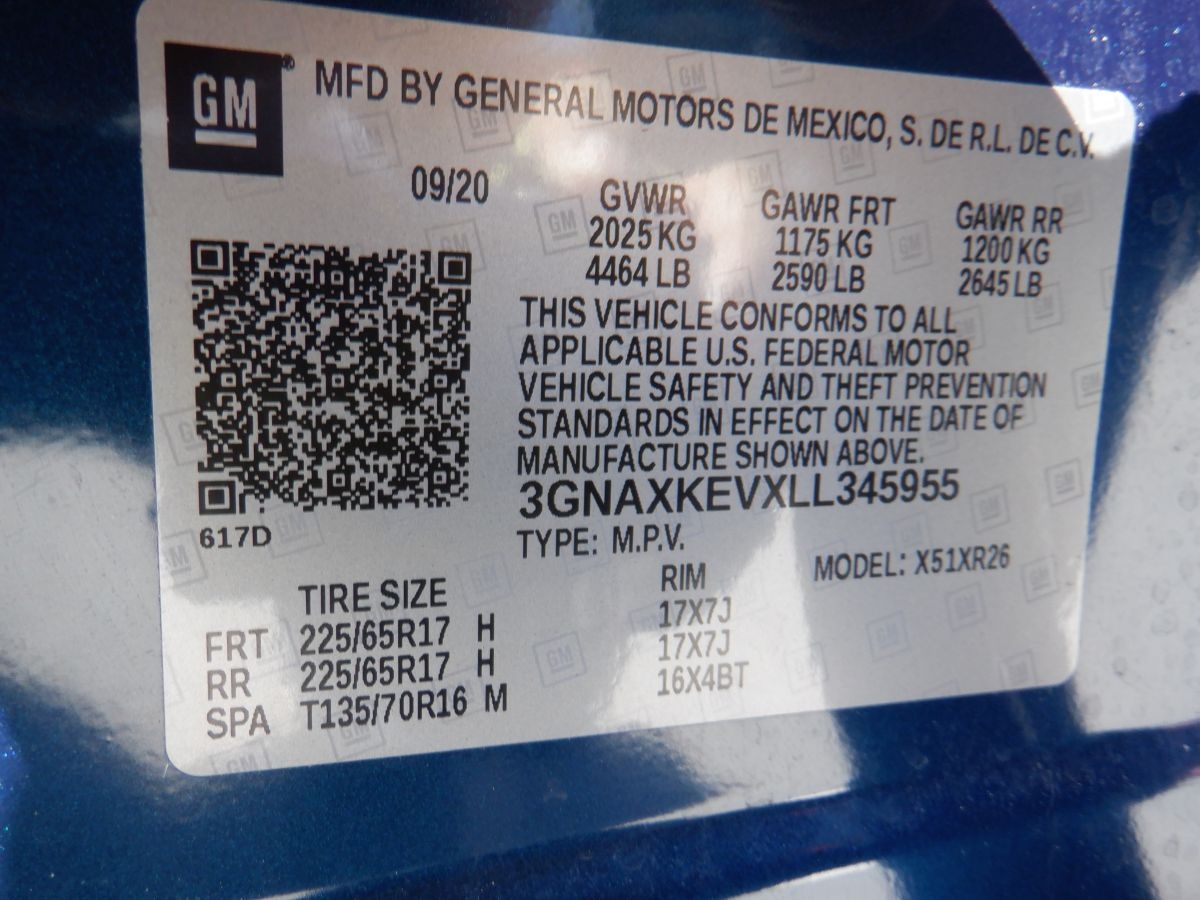 GM
MFD BY GENERAL MOTORS DE MEXICO, S. DE R.L. DE C.V.
09/20
GVWR GAWR FRT GAWR RR
2025 KG 1175 KG 1200 KG
4464 LB 2590 LB 2645 LB
THIS VEHICLE CONFORMS TO ALL
APPLICABLE U.S. FEDERAL MOTOR
VEHICLE SAFETY AND THEFT PREVENTION
STANDARDS IN EFFECT ON THE DATE OF
MANUFACTURE SHOWN ABOVE.
3GNAXKEVXLL345955
617D
TYPE: M.P.V. MODEL: X51XR26
TIRE SIZE RIM
FRT 225/65R17 H 17X7J
RR 225/65R17 H 17X7J
SPA T135/70R16 M 16X4BT